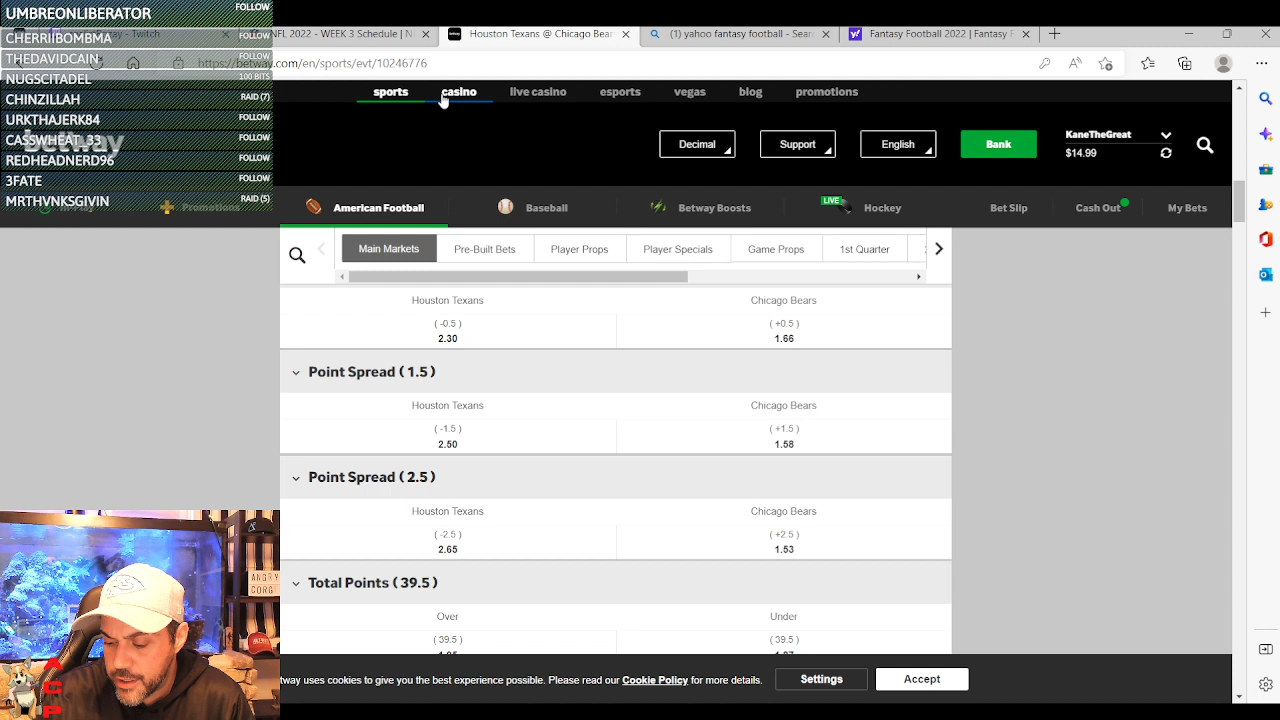 UMBREONLIBERATOR FOLLOW
CHERRIIBOMBMA FOLLOW
THEDAVIDCAIN FOLLOW
NUGSCITADEL 100 BITS
CHINZILLAH RAID (7)
URKTHAJERK84 FOLLOW
CASSWHEAT_33 FOLLOW
REDHEADNERD96 FOLLOW
3FATE FOLLOW
MRTHVNKSGIVIN RAID (5)
Twitch
NFL 2022 - WEEK 3 Schedule | N
Houston Texans @ Chicago Bear
(1) yahoo fantasy football - Sear
Fantasy Football 2022 | Fantasy F
https://betway.com/en/sports/evt/10246776
sports casino live casino esports vegas blog promotions
betway
Decimal Support English Bank KaneTheGreat
$14.99
Promotions American Football Baseball Betway Boosts LIVE Hockey Bet Slip Cash Out My Bets
Main Markets Pre-Built Bets Player Props Player Specials Game Props 1st Quarter
Houston Texans Chicago Bears
( -0.5 ) ( +0.5 )
2.30 1.66
Point Spread ( 1.5 )
Houston Texans Chicago Bears
( -1.5 ) ( +1.5 )
2.50 1.58
Point Spread ( 2.5 )
Houston Texans Chicago Bears
( -2.5 ) ( +2.5 )
2.65 1.53
Total Points ( 39.5 )
Over Under
( 39.5 ) ( 39.5 )
tway uses cookies to give you the best experience possible. Please read our Cookie Policy for more details. Settings Accept
ANGRY
CORGI
A
C
P